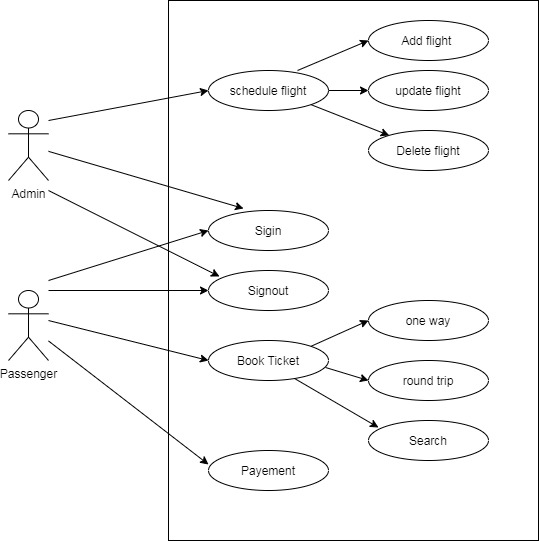 Add flight
schedule flight
update flight
Delete flight
Admin
Sigin
Signout
one way
Book Ticket
Passenger
round trip
Search
Payement